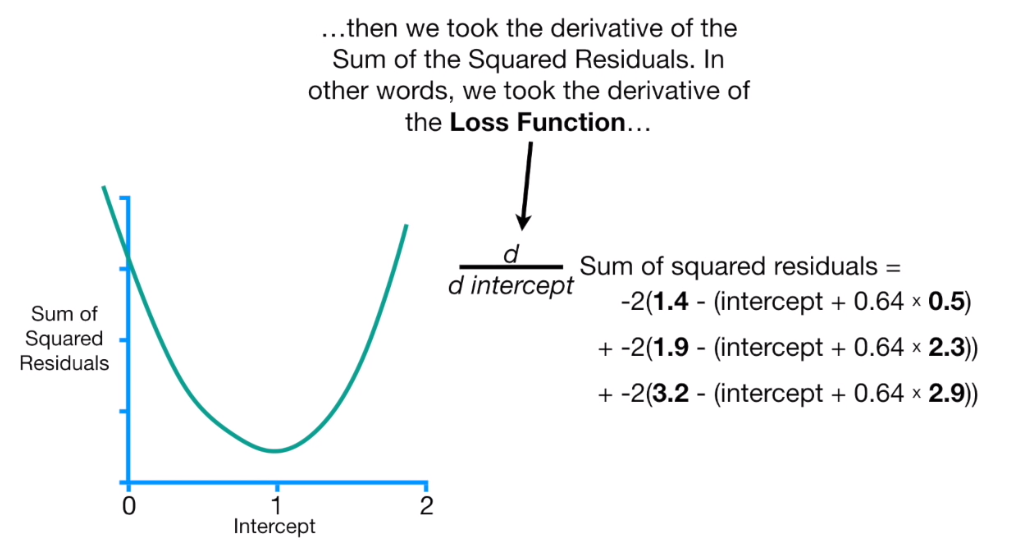 ...then we took the derivative of the
Sum of the Squared Residuals. In
other words, we took the derivative of
the Loss Function...
d
d intercept
Sum of squared residuals =
-2(1.4 - (intercept + 0.64 × 0.5)
+ -2(1.9 - (intercept + 0.64 × 2.3))
+ -2(3.2 - (intercept + 0.64 × 2.9))
Sum of
Squared
Residuals
0 1 2
Intercept